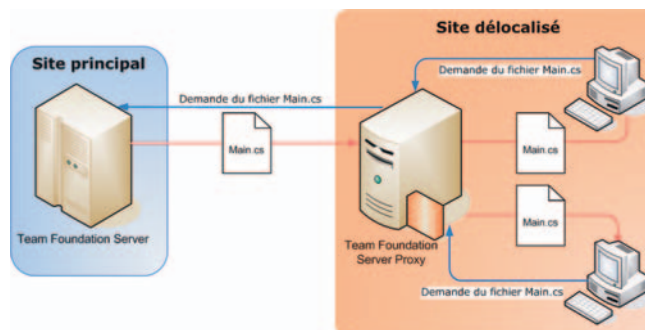 Site délocalisé
Site principal
Demande du fichier Main.cs
Demande du fichier Main.cs
Main.cs
Main.cs
Team Foundation Server
Team Foundation
Server Proxy
Main.cs
Demande du fichier Main.cs